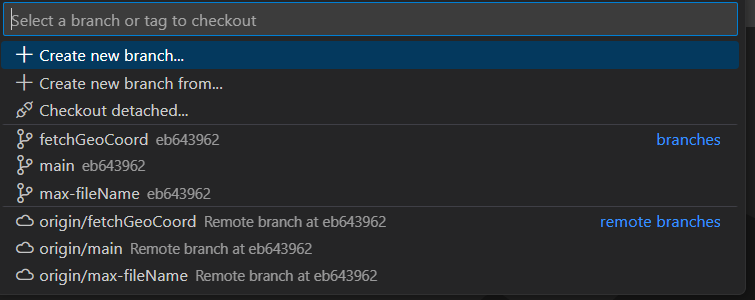 Select a branch or tag to checkout
Create new branch...
Create new branch from...
Checkout detached...
fetchGeoCoord eb643962 branches
main eb643962
max-fileName eb643962
origin/fetchGeoCoord Remote branch at eb643962 remote branches
origin/main Remote branch at eb643962
origin/max-fileName Remote branch at eb643962